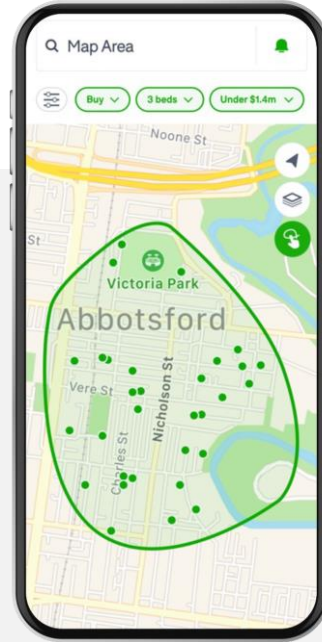 Map Area
Buy
3 beds
Under $1.4m
Noone St
St
Victoria Park
Abbotsford
Vere St
Nicholson St
Charles St